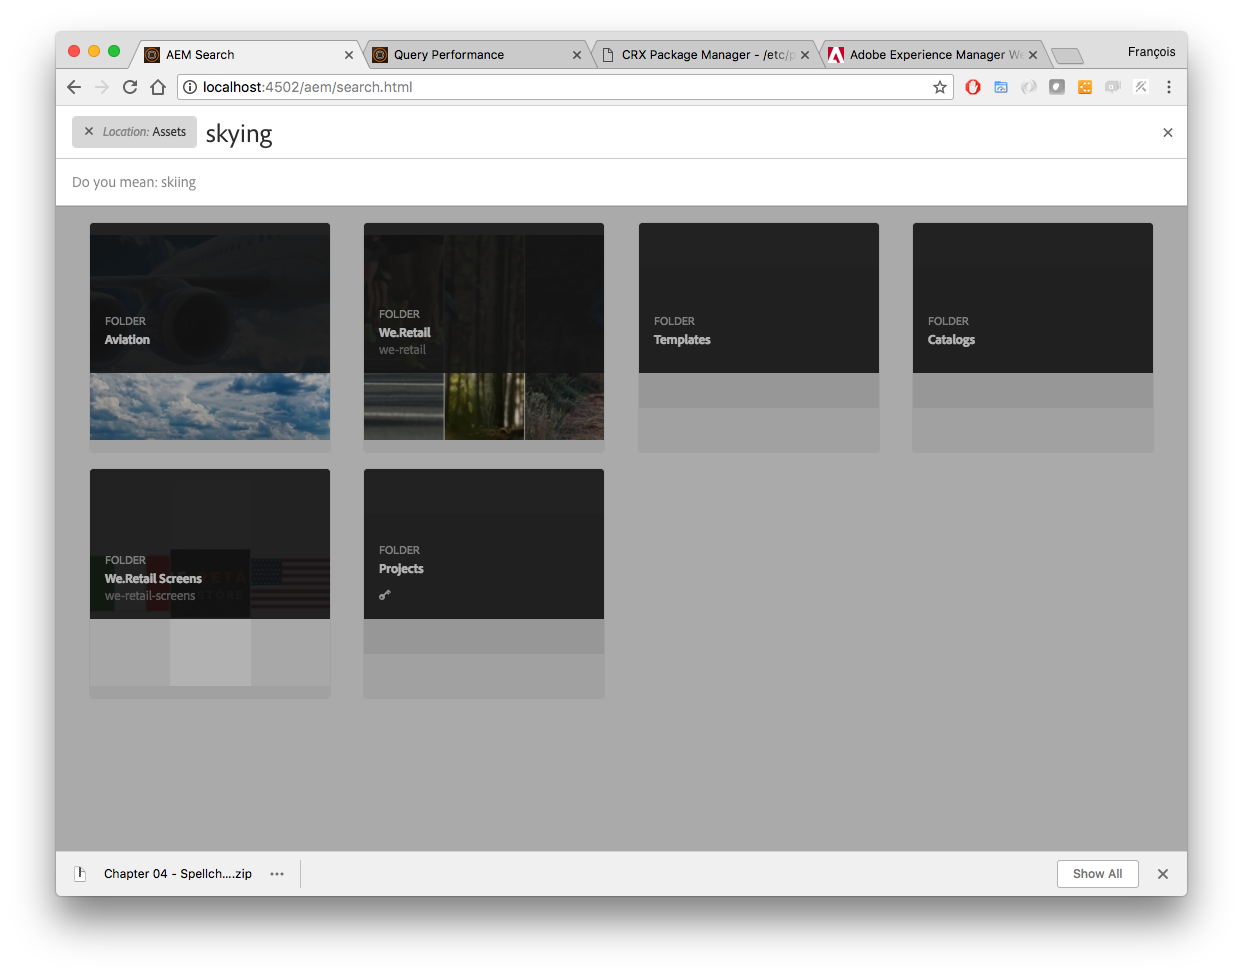 AEM Search
Query Performance
CRX Package Manager - /etc/p
Adobe Experience Manager We
François
localhost:4502/aem/search.html
Location: Assets
skying
Do you mean: skiing
FOLDER
Aviation
FOLDER
We.Retail
we-retail
FOLDER
Templates
FOLDER
Catalogs
FOLDER
We.Retail Screens
we-retail-screens
FOLDER
Projects
Chapter 04 - Spellch....zip
Show All